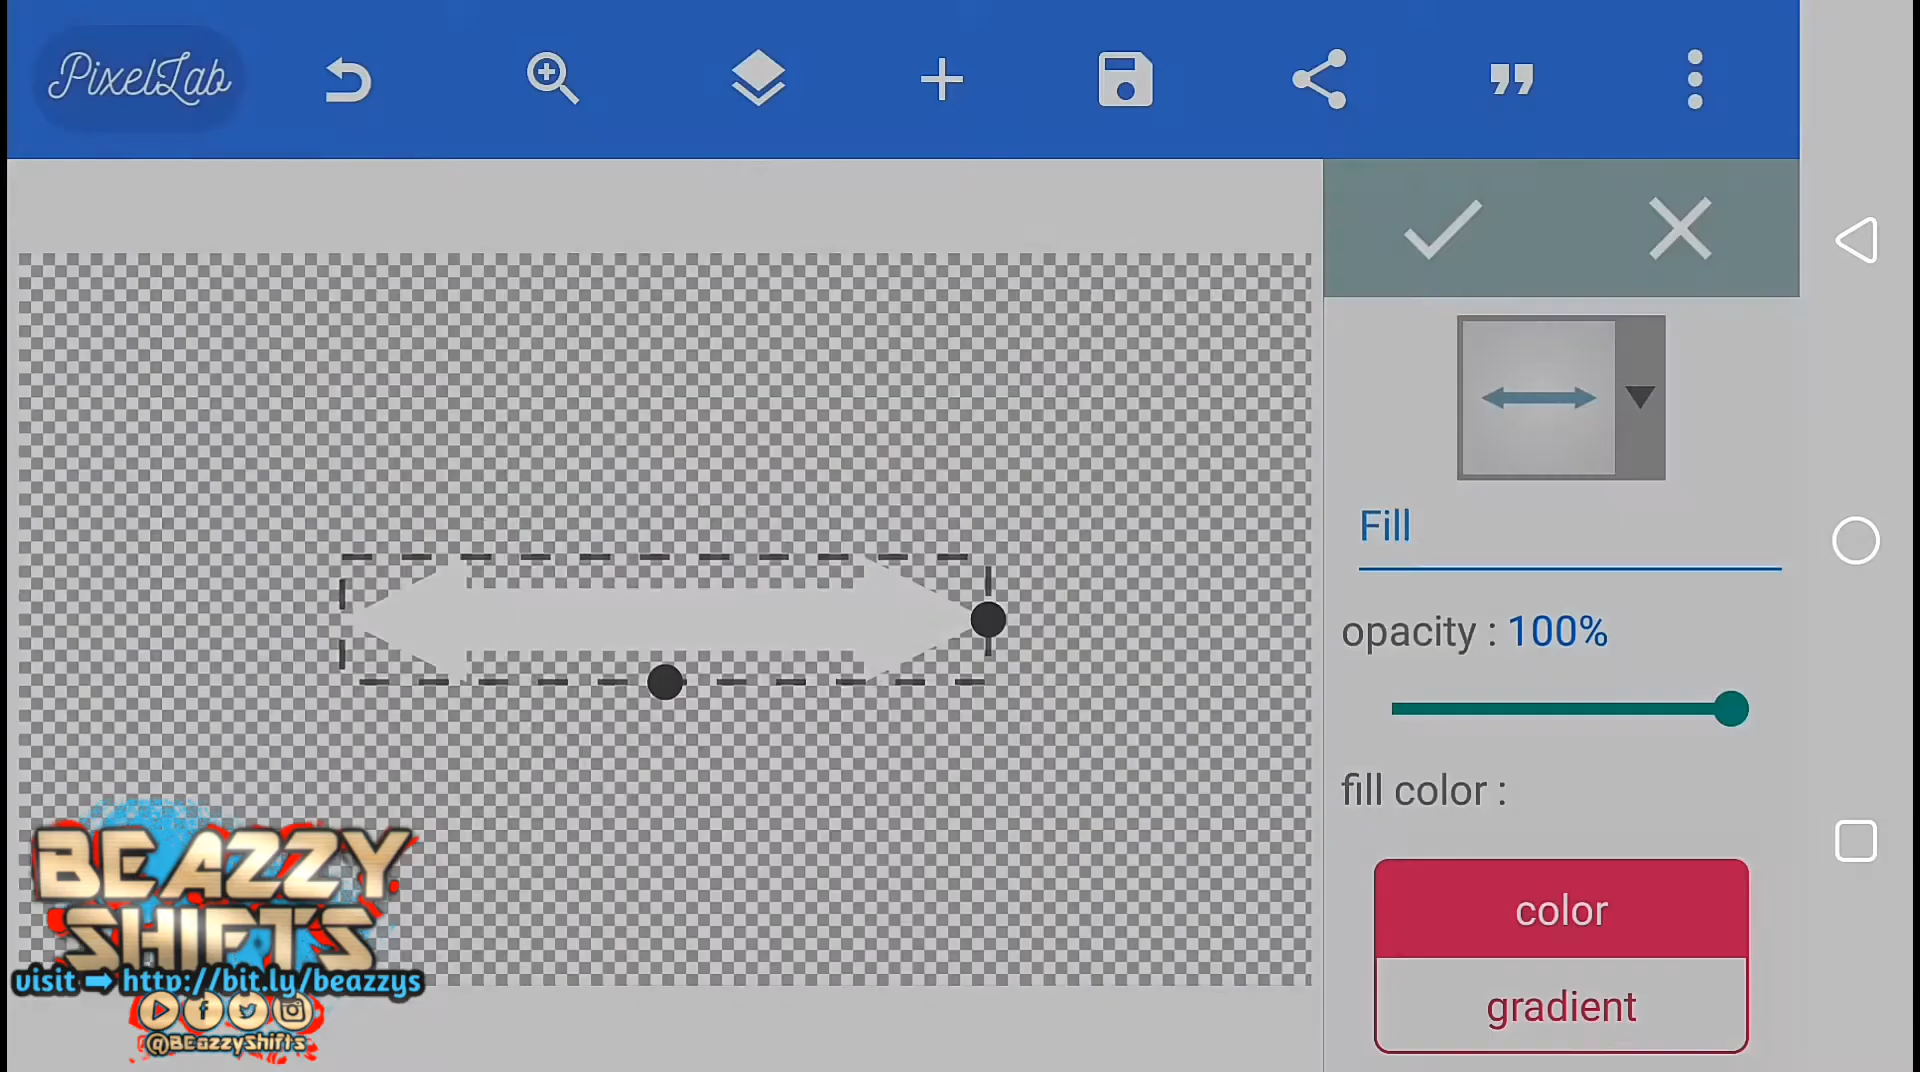 PixelLab
Fill
opacity : 100%
fill color :
color
gradient
BEAZZY
SHIFTS
visit ➡ http://bit.ly/beazzys
@BEazzyShifts